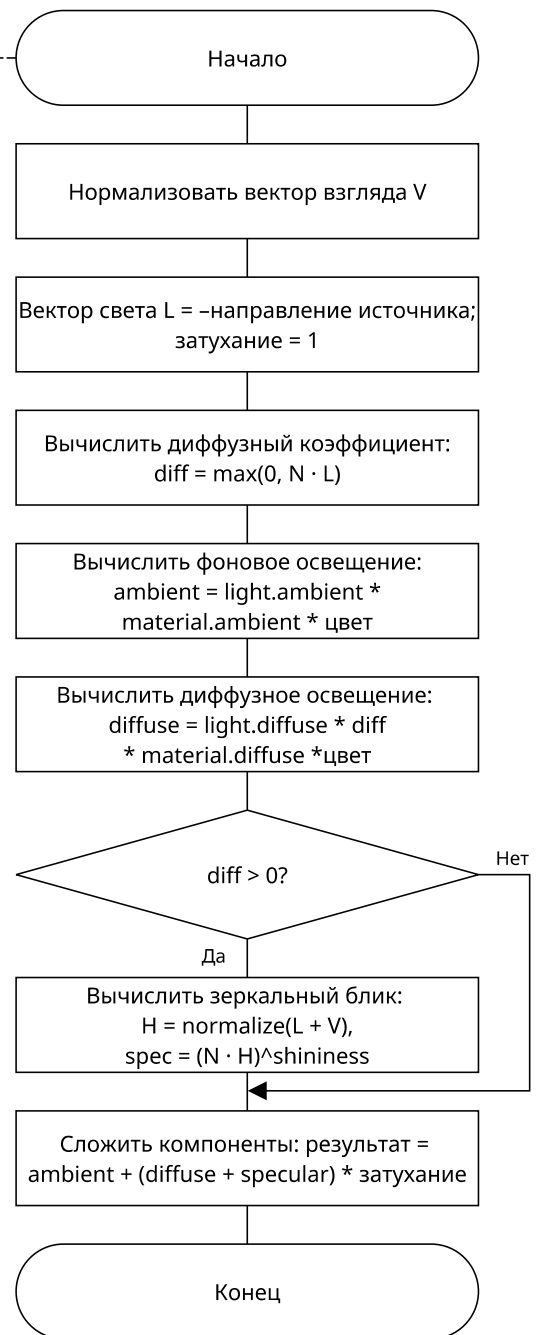 Начало
Нормализовать вектор взгляда V
Вектор света L = –направление источника;
затухание = 1
Вычислить диффузный коэффициент:
diff = max(0, N · L)
Вычислить фоновое освещение:
ambient = light.ambient *
material.ambient * цвет
Вычислить диффузное освещение:
diffuse = light.diffuse * diff
* material.diffuse *цвет
diff > 0?
Нет
Да
Вычислить зеркальный блик:
H = normalize(L + V),
spec = (N · H)^shininess
Сложить компоненты: результат =
ambient + (diffuse + specular) * затухание
Конец